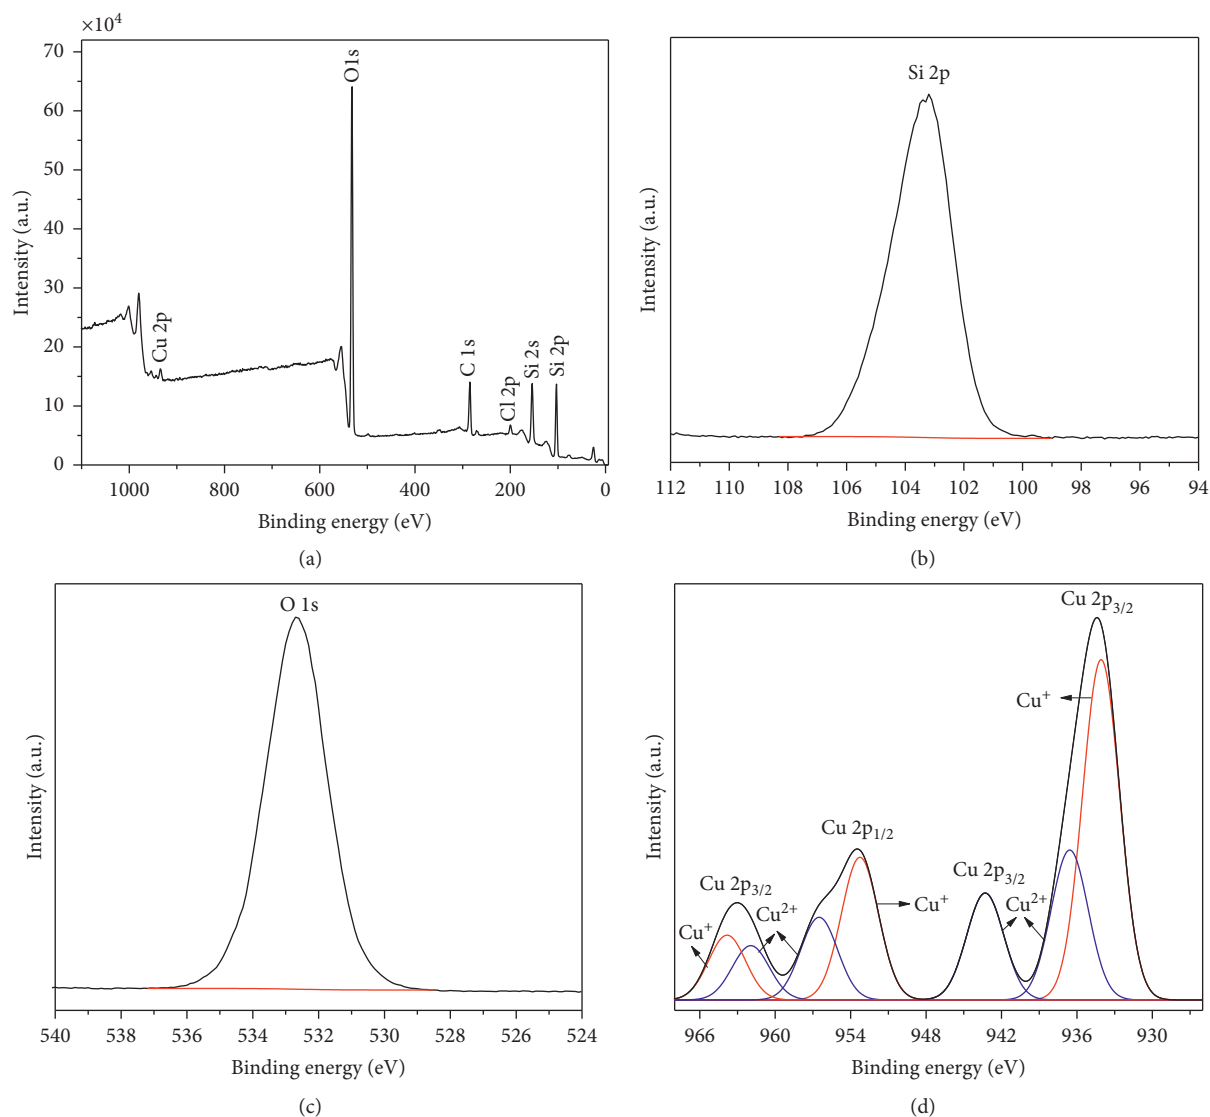 ×10⁴
70
60
50
40
30
20
10
0
Intensity (a.u.)
Cu 2p
O1s
C 1s
Cl 2p
Si 2s
Si 2p
1000 800 600 400 200 0
Binding energy (eV)
(a)
Si 2p
Intensity (a.u.)
112 110 108 106 104 102 100 98 96 94
Binding energy (eV)
(b)
O 1s
Intensity (a.u.)
540 538 536 534 532 530 528 526 524
Binding energy (eV)
(c)
Cu 2p₃/₂
Cu⁺
Cu 2p₁/₂
Cu 2p₃/₂
Cu 2p₃/₂
Cu⁺
Cu²⁺
Cu⁺
Cu²⁺
Intensity (a.u.)
966 960 954 948 942 936 930
Binding energy (eV)
(d)